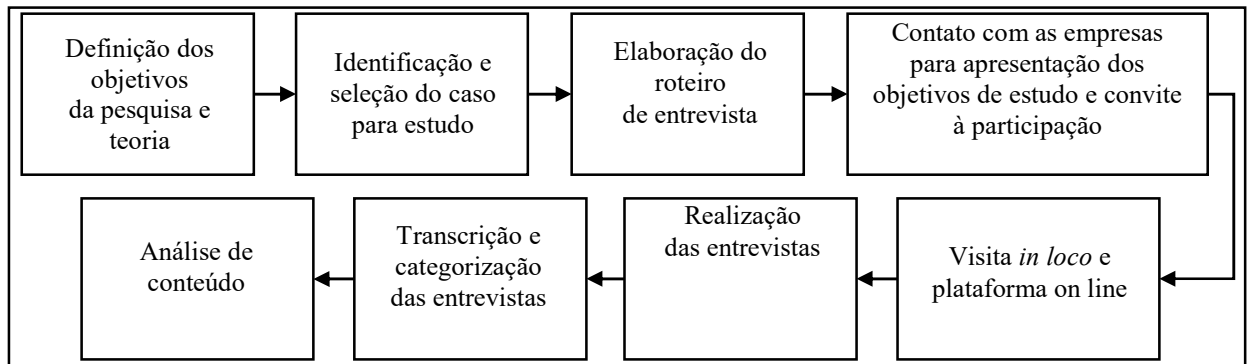 Definição dos
objetivos
da pesquisa e
teoria
Identificação e
seleção do caso
para estudo
Elaboração do
roteiro
de entrevista
Contato com as empresas
para apresentação dos
objetivos de estudo e convite
à participação
Visita in loco e
plataforma on line
Realização
das entrevistas
Transcrição e
categorização
das entrevistas
Análise de
conteúdo